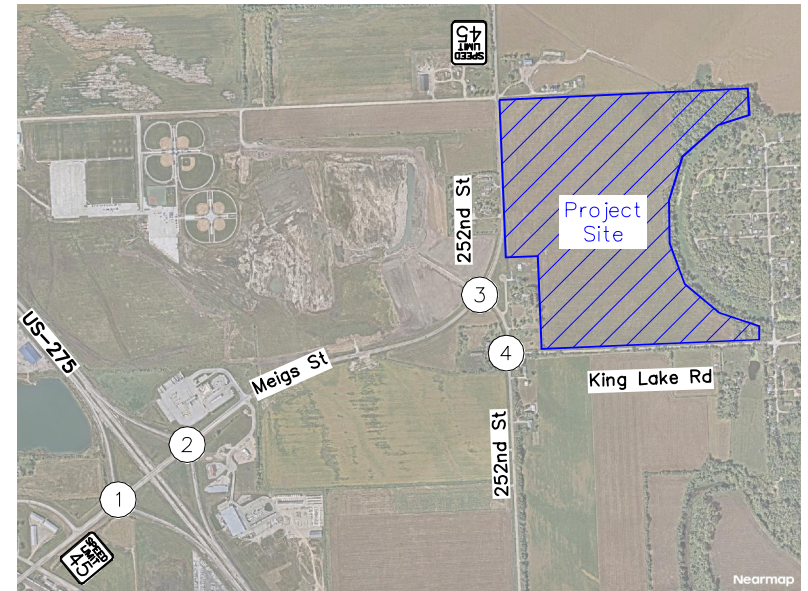 SPEED
LIMIT
45
252nd St
Project
Site
3
US-275
4
Meigs St
King Lake Rd
2
252nd St
1
SPEED
LIMIT
45
Nearmap